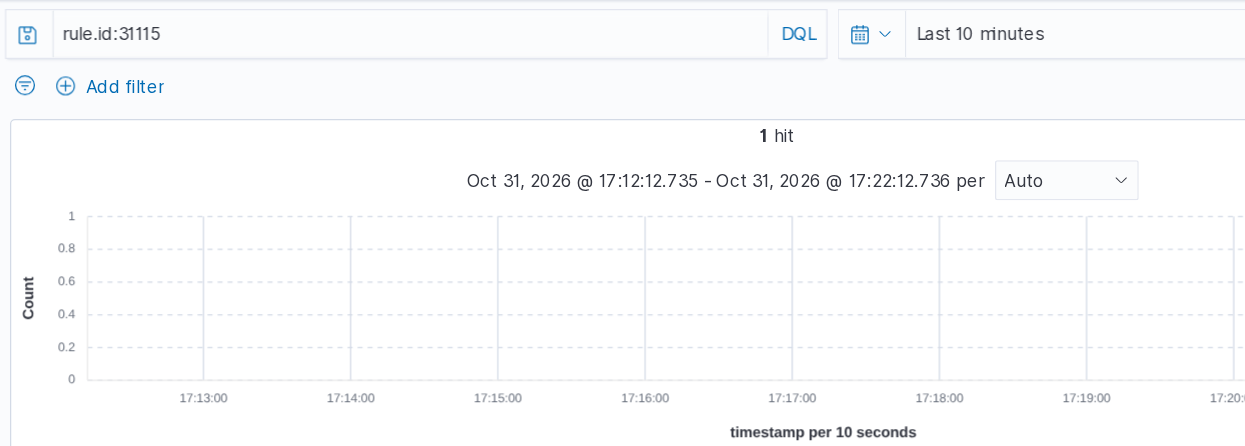 rule.id:31115 DQL Last 10 minutes
Add filter
1 hit
Oct 31, 2026 @ 17:12:12.735 - Oct 31, 2026 @ 17:22:12.736 per Auto
1
0.8
0.6
0.4
0.2
0
Count
17:13:00 17:14:00 17:15:00 17:16:00 17:17:00 17:18:00 17:19:00 17:20:
timestamp per 10 seconds